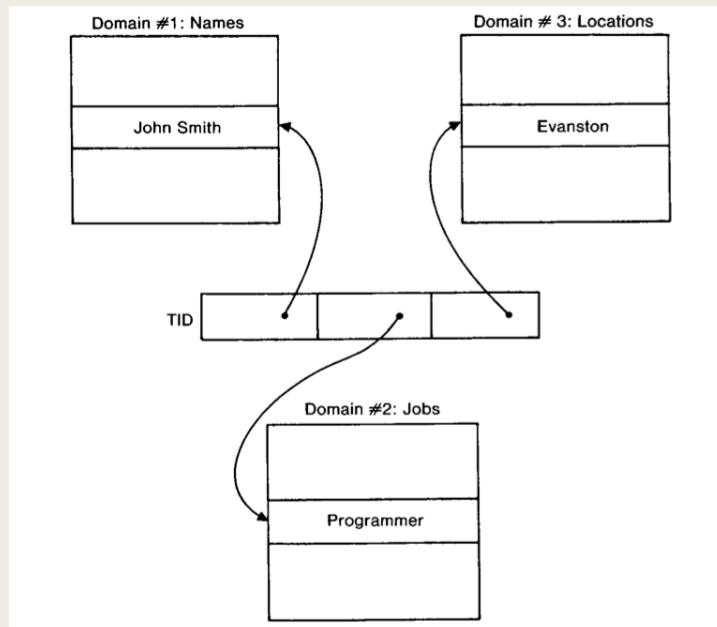 Domain #1: Names
John Smith
Domain # 3: Locations
Evanston
TID
Domain #2: Jobs
Programmer